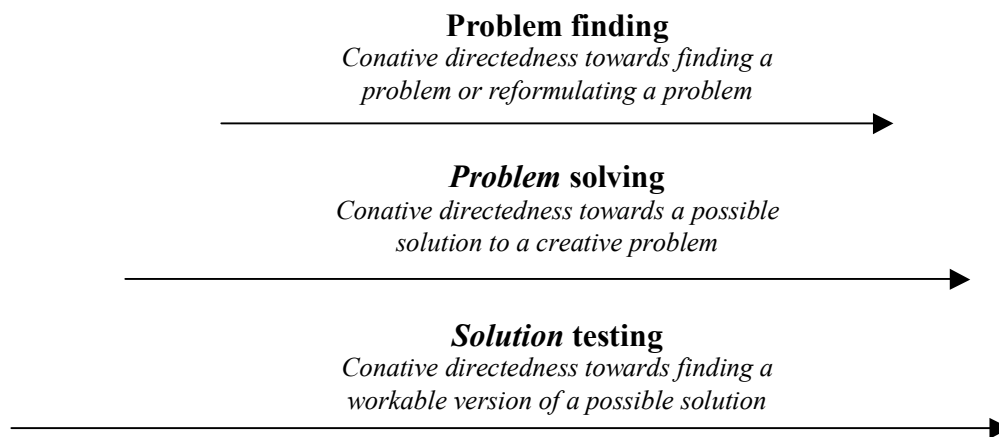 Problem finding
Conative directedness towards finding a
problem or reformulating a problem
Problem solving
Conative directedness towards a possible
solution to a creative problem
Solution testing
Conative directedness towards finding a
workable version of a possible solution